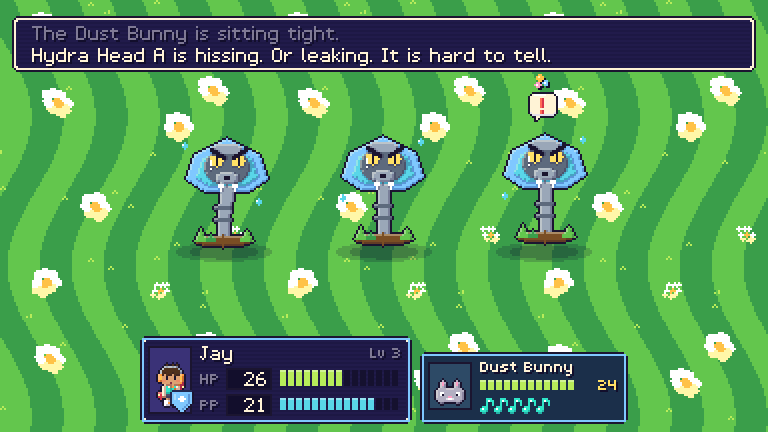 The Dust Bunny is sitting tight.
Hydra Head A is hissing. Or leaking. It is hard to tell.
!
Jay Lv 3
HP 26
PP 21
Dust Bunny
24